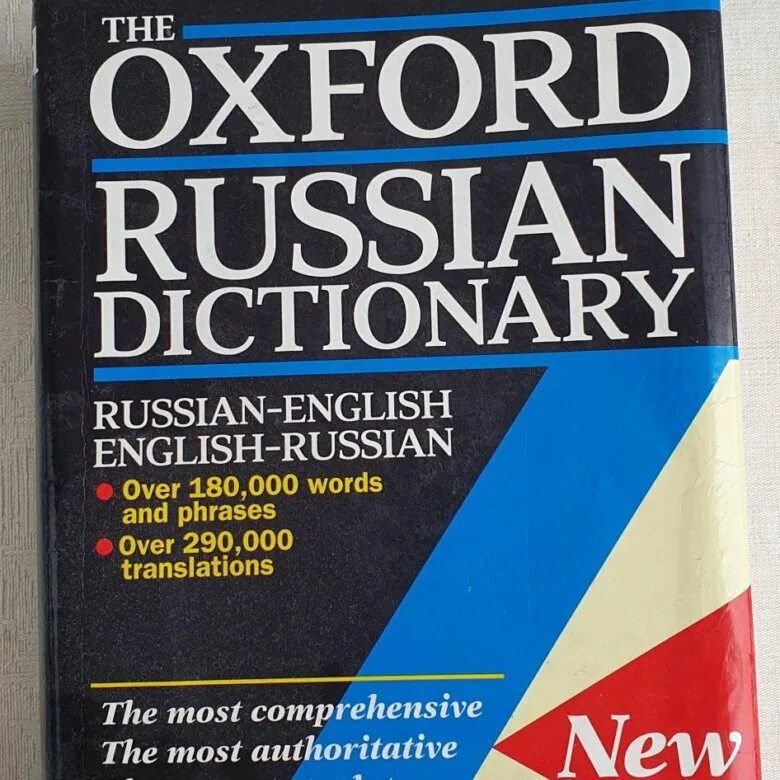 THE
OXFORD
RUSSIAN
DICTIONARY
RUSSIAN-ENGLISH
ENGLISH-RUSSIAN
• Over 180,000 words
and phrases
• Over 290,000
translations
The most comprehensive
The most authoritative
New